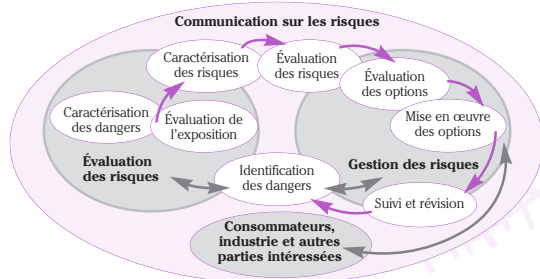 Communication sur les risques
Caractérisation
des risques
Évaluation
des risques
Évaluation
des options
Caractérisation
des dangers
Évaluation de
l'exposition
Mise en œuvre
des options
Évaluation
des risques
Identification
des dangers
Gestion des risques
Suivi et révision
Consommateurs,
industrie et autres
parties intéressées